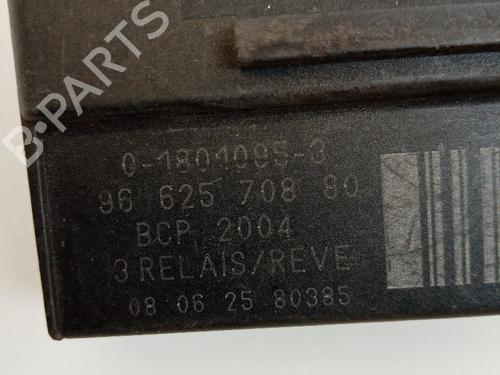 B-PARTS
0-1801095-3
96 625 708 80
BCP 2004
3 RELAIS/REVE
08 06 25 80385